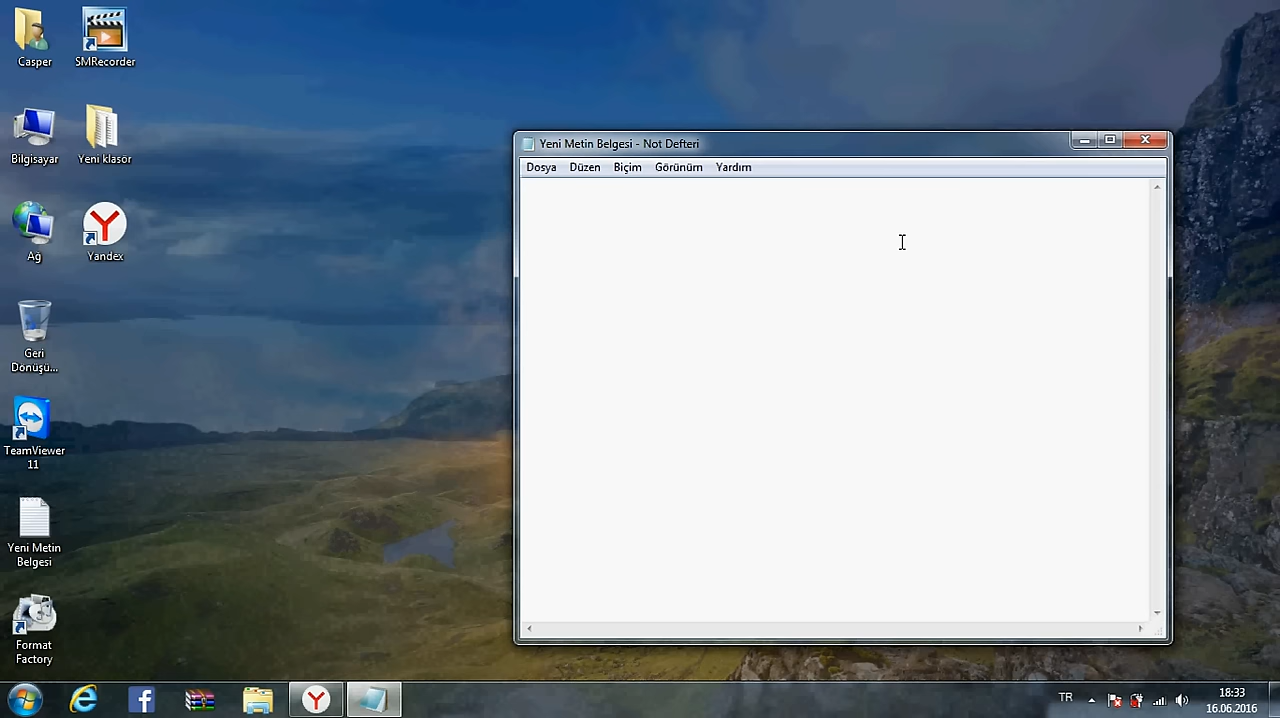 Casper
SMRecorder
Bilgisayar
Yeni klasör
Ağ
Yandex
Geri
Dönüşü...
TeamViewer
11
Yeni Metin
Belgesi
Format
Factory
Yeni Metin Belgesi - Not Defteri
Dosya Düzen Biçim Görünüm Yardım
TR
18:33
16.06.2016